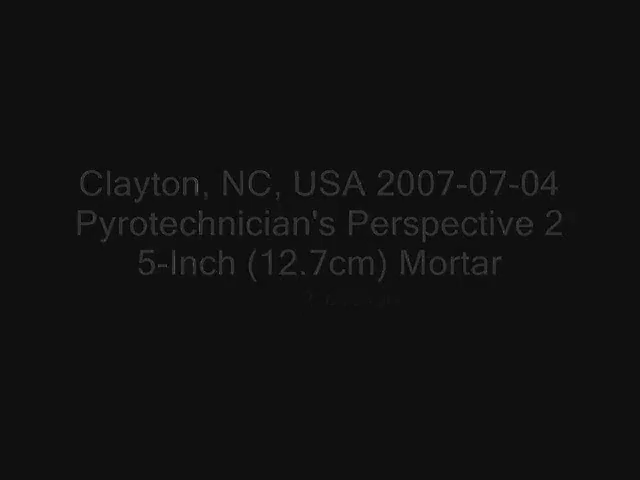 Clayton, NC, USA 2007-07-04
Pyrotechnician's Perspective 2
5-Inch (12.7cm) Mortar